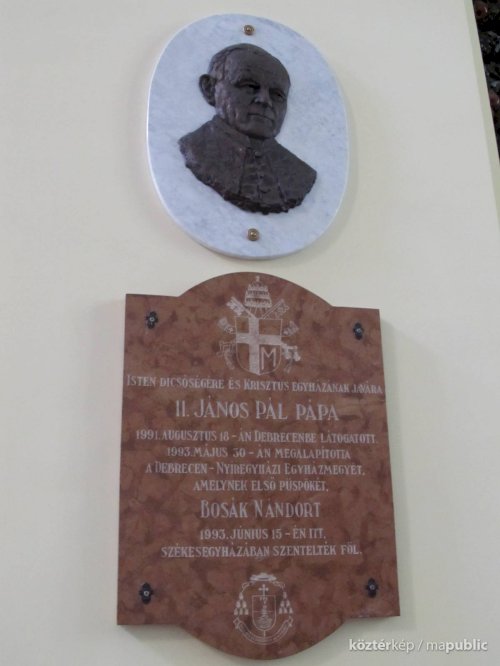 ISTEN DICSŐSÉGÉRE ÉS KRISZTUS EGYHÁZÁNAK JAVÁRA
II. JÁNOS PÁL PÁPA
1991. AUGUSZTUS 18-ÁN DEBRECENBE LÁTOGATOTT.
1993. MÁJUS 30-ÁN MEGALAPÍTOTTA
A DEBRECEN-NYÍREGYHÁZI EGYHÁZMEGYÉT,
AMELYNEK ELSŐ PÜSPÖKÉT,
BOSÁK NÁNDORT
1993. JÚNIUS 15-ÉN ITT,
SZÉKESEGYHÁZÁBAN SZENTELTÉK FÖL.
köztérkép / mapublic